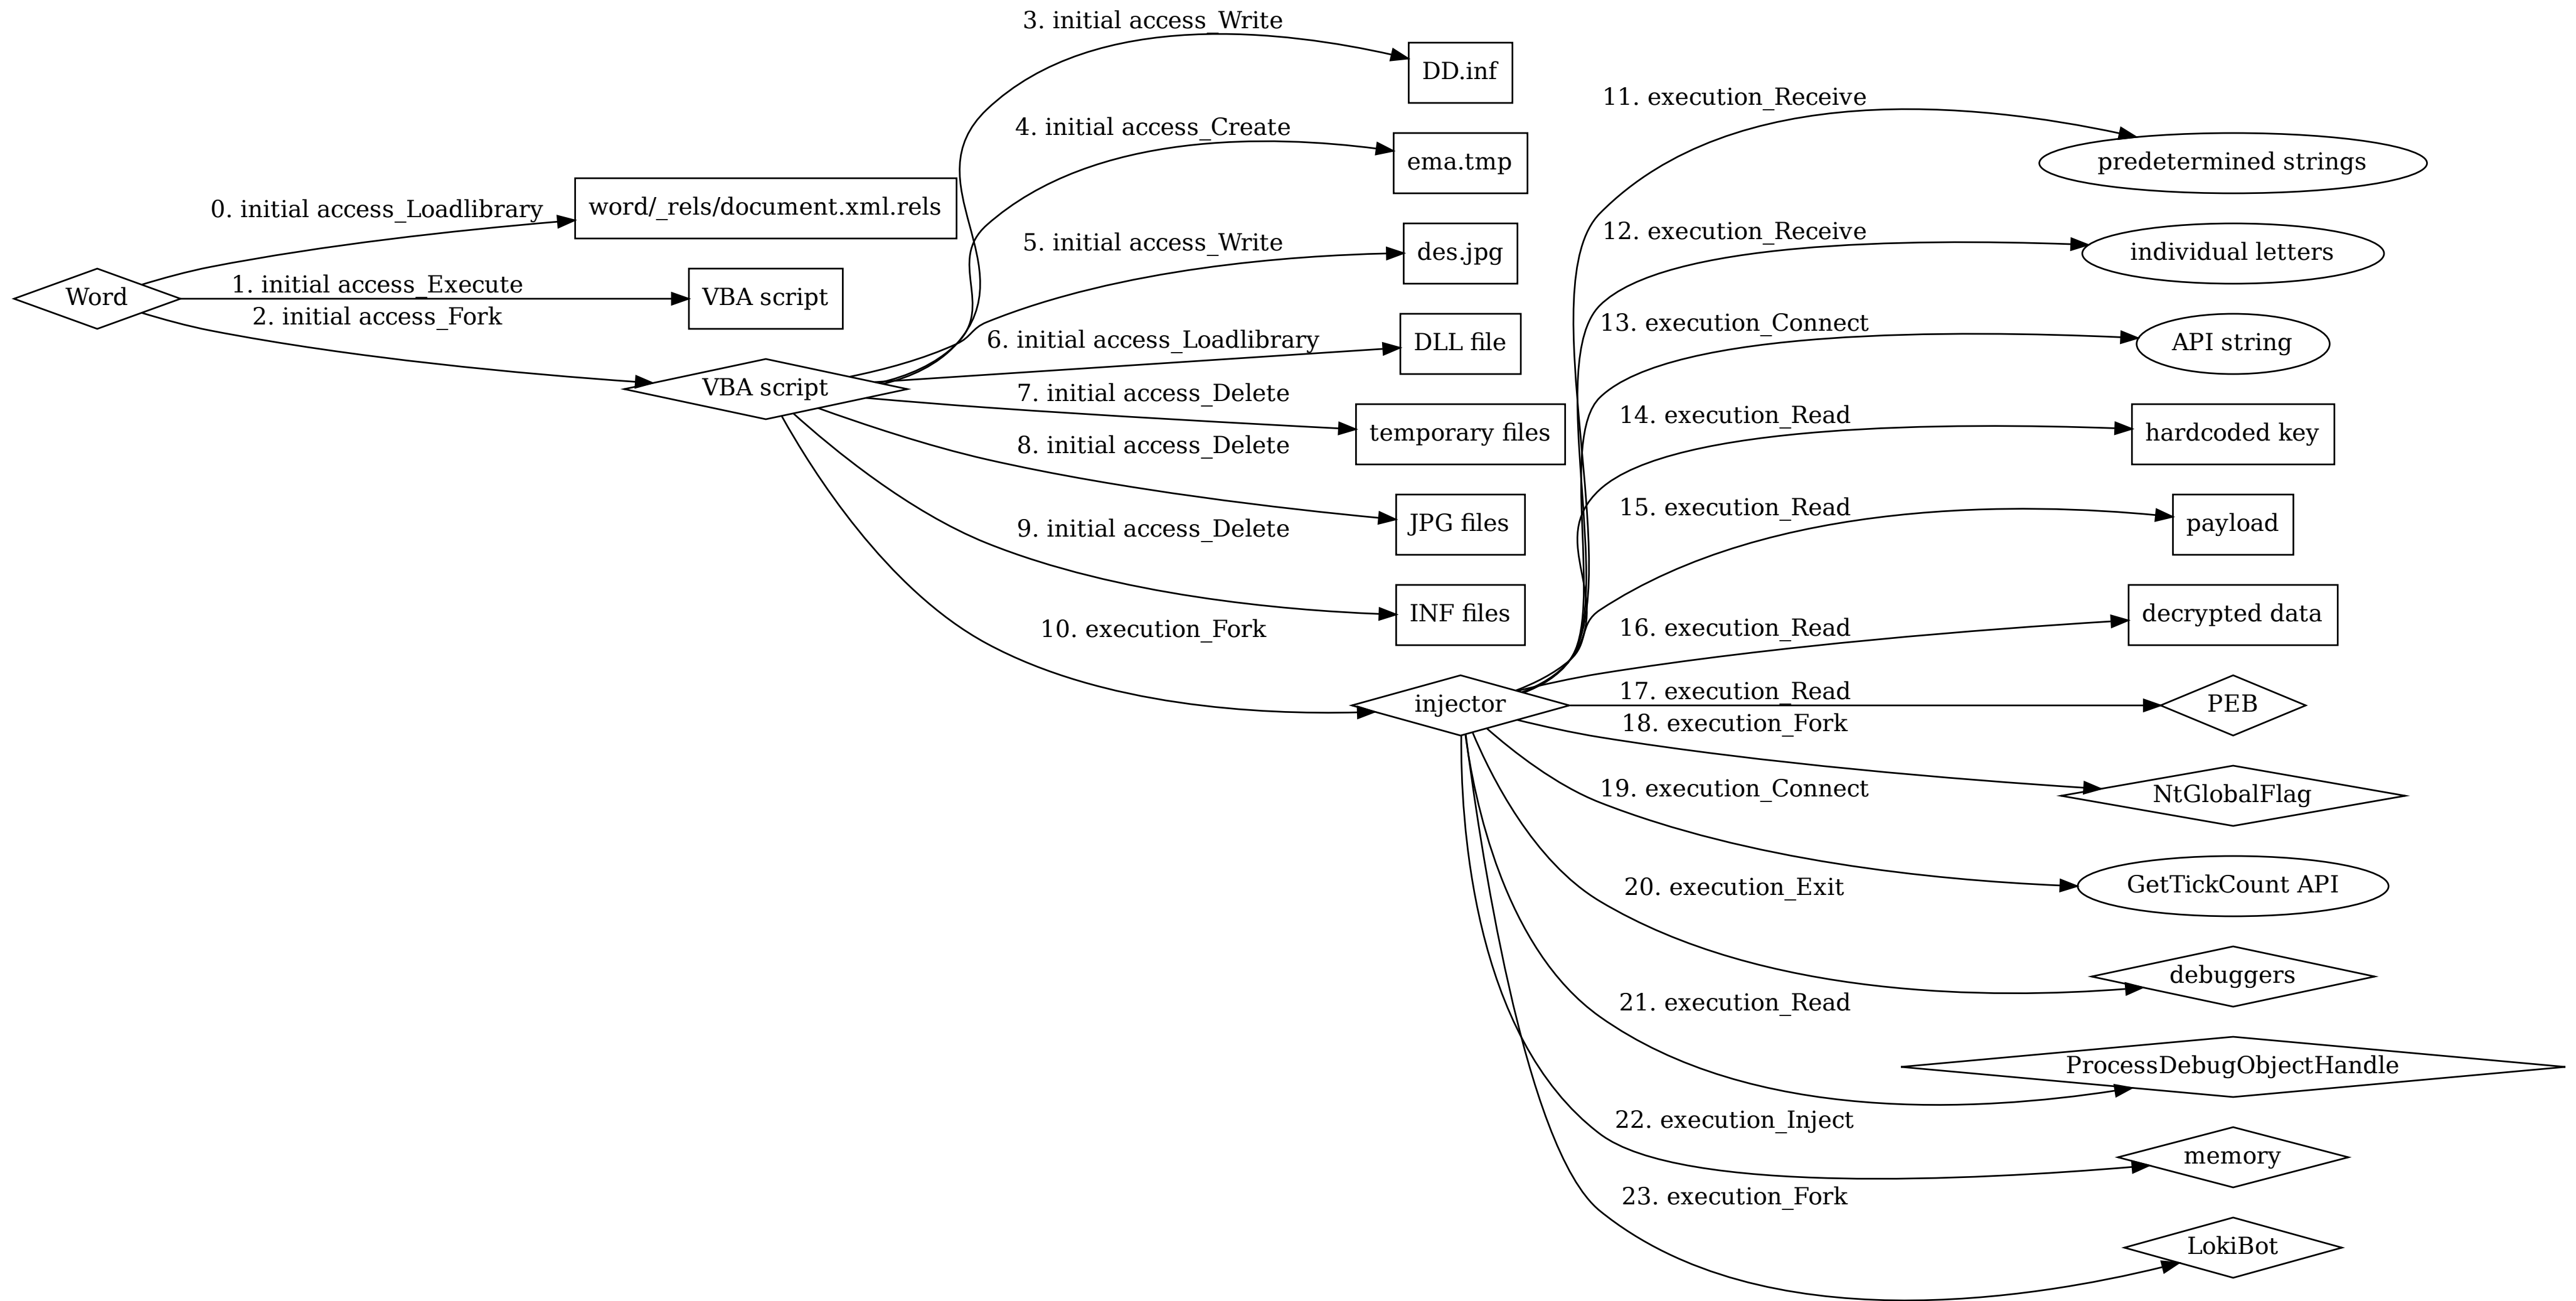 3. initial access_Write
DD.inf
11. execution_Receive
4. initial access_Create
ema.tmp
predetermined strings
0. initial access_Loadlibrary
word/_rels/document.xml.rels
5. initial access_Write
des.jpg
12. execution_Receive
individual letters
Word
1. initial access_Execute
VBA script
2. initial access_Fork
6. initial access_Loadlibrary
DLL file
13. execution_Connect
API string
VBA script
7. initial access_Delete
temporary files
14. execution_Read
hardcoded key
8. initial access_Delete
JPG files
15. execution_Read
payload
9. initial access_Delete
INF files
16. execution_Read
decrypted data
10. execution_Fork
injector
17. execution_Read
PEB
18. execution_Fork
NtGlobalFlag
19. execution_Connect
GetTickCount API
20. execution_Exit
debuggers
21. execution_Read
ProcessDebugObjectHandle
22. execution_Inject
memory
23. execution_Fork
LokiBot